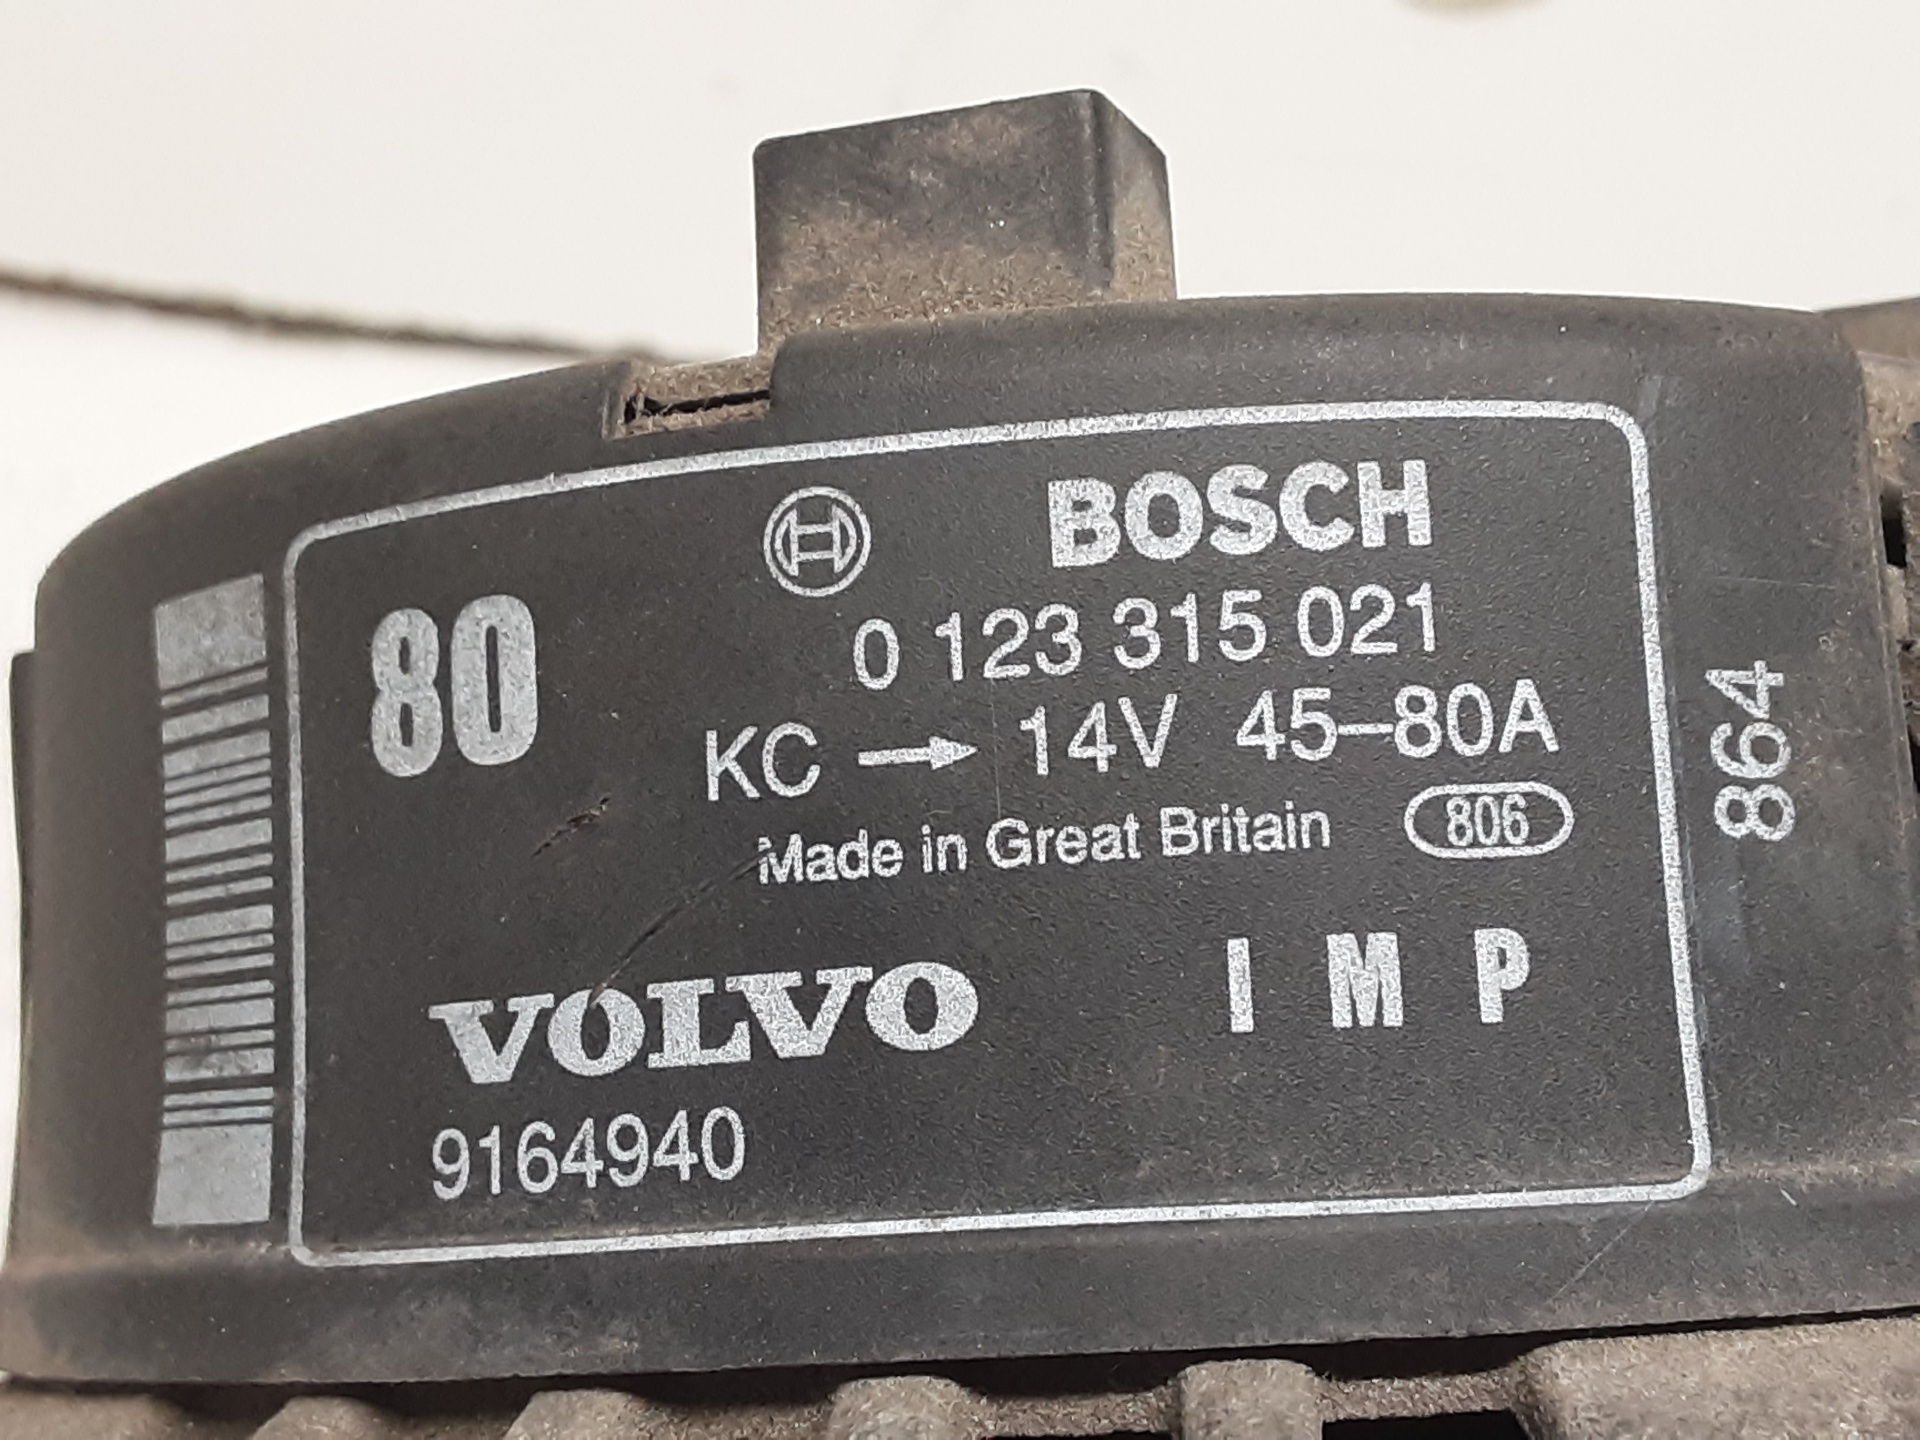 BOSCH
80
0 123 315 021
KC → 14V 45–80A
Made in Great Britain 806
I M P
VOLVO
9164940
864